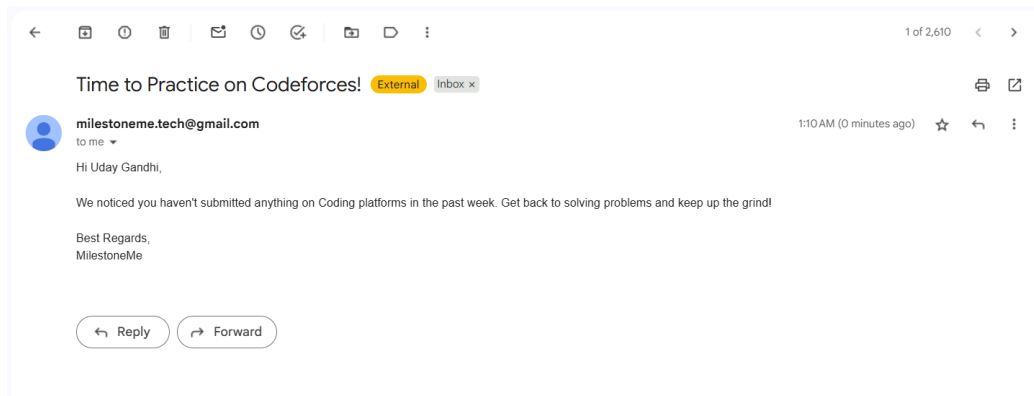 1 of 2,610
Time to Practice on Codeforces! External Inbox ×
milestoneme.tech@gmail.com 1:10 AM (0 minutes ago)
to me
Hi Uday Gandhi,
We noticed you haven't submitted anything on Coding platforms in the past week. Get back to solving problems and keep up the grind!
Best Regards,
MilestoneMe
Reply Forward